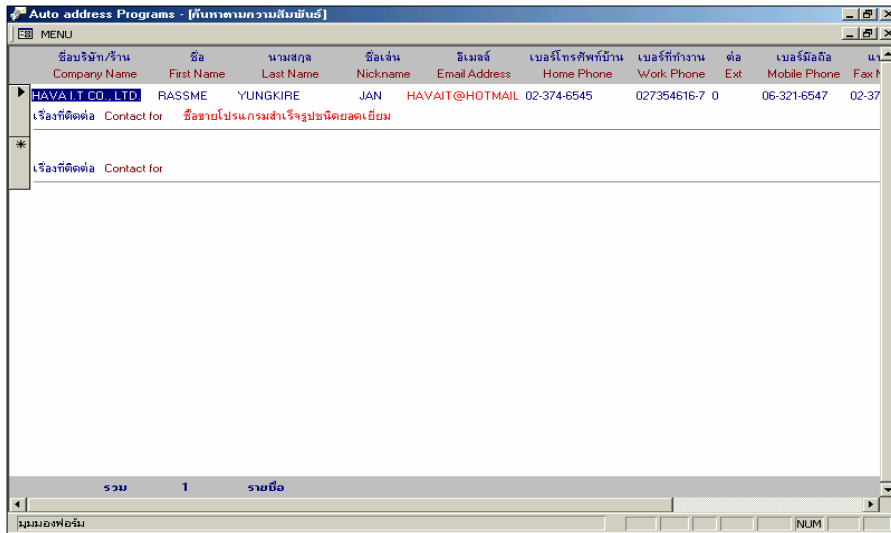 Auto address Programs - [ค้นหาตามความสัมพันธ์]
MENU
ชื่อบริษัท/ร้าน ชื่อ นามสกุล ชื่อเล่น อีเมลล์ เบอร์โทรศัพท์บ้าน เบอร์ที่ทำงาน ต่อ เบอร์มือถือ
Company Name First Name Last Name Nickname Email Address Home Phone Work Phone Ext Mobile Phone Fax
HAVA I.T CO., LTD. RASSME YUNGKIRE JAN HAVAIT@HOTMAIL 02-374-6545 027354616-7 0 06-321-6547 02-37
เรื่องที่ติดต่อ Contact for ซื้อขายโปรแกรมสำเร็จรูปชนิดยอดเยี่ยม
เรื่องที่ติดต่อ Contact for
รวม 1 รายชื่อ
มุมมองฟอร์ม NUM